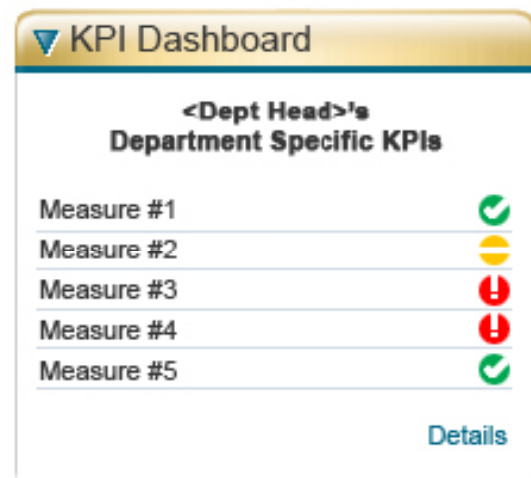 KPI Dashboard
<Dept Head>'s
Department Specific KPIs
Measure #1
Measure #2
Measure #3
Measure #4
Measure #5
Details